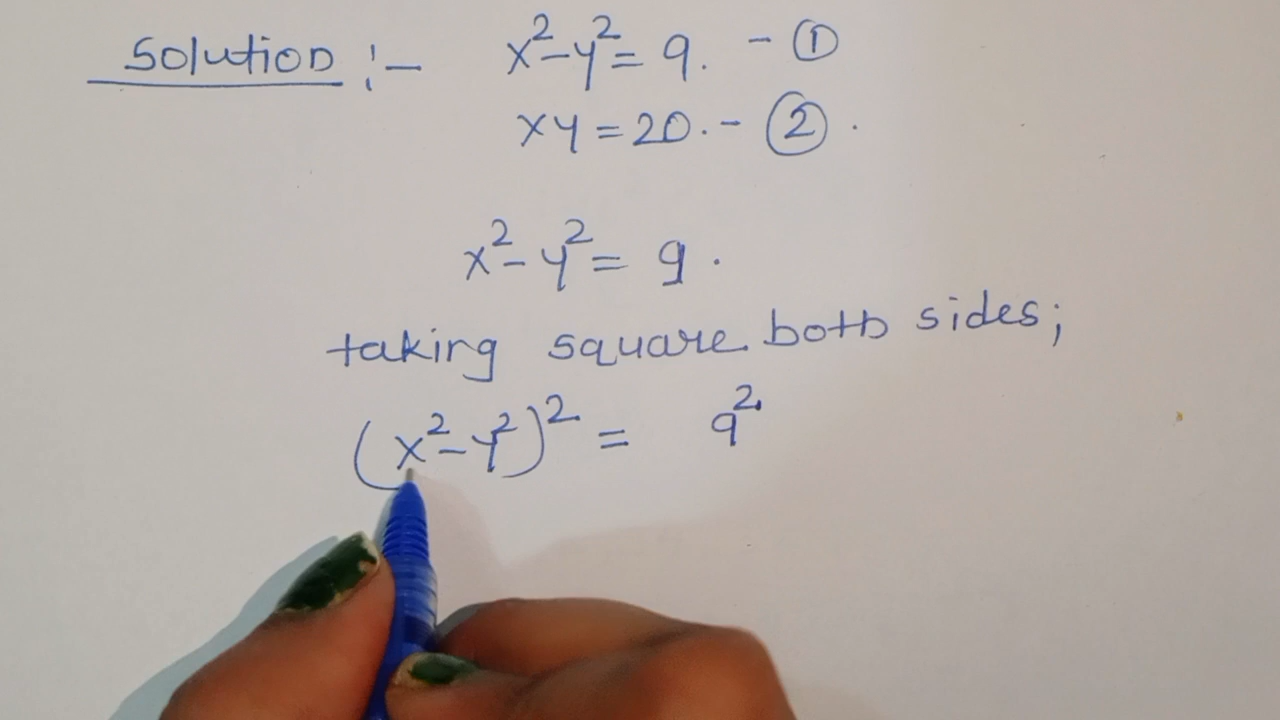 Solution :- x² - y² = 9. - ①
xy = 20. - ② .
x² - y² = 9 .
taking square both sides;
(x² - y²)² = 9²